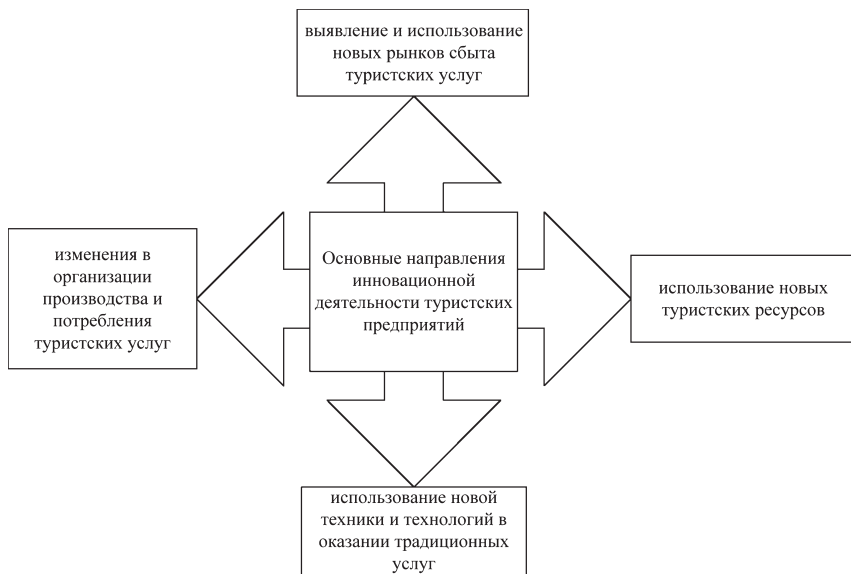 выявление и использование
новых рынков сбыта
туристских услуг
изменения в
организации
производства и
потребления
туристских услуг
Основные направления
инновационной
деятельности туристских
предприятий
использование новых
туристских ресурсов
использование новой
техники и технологий в
оказании традиционных
услуг